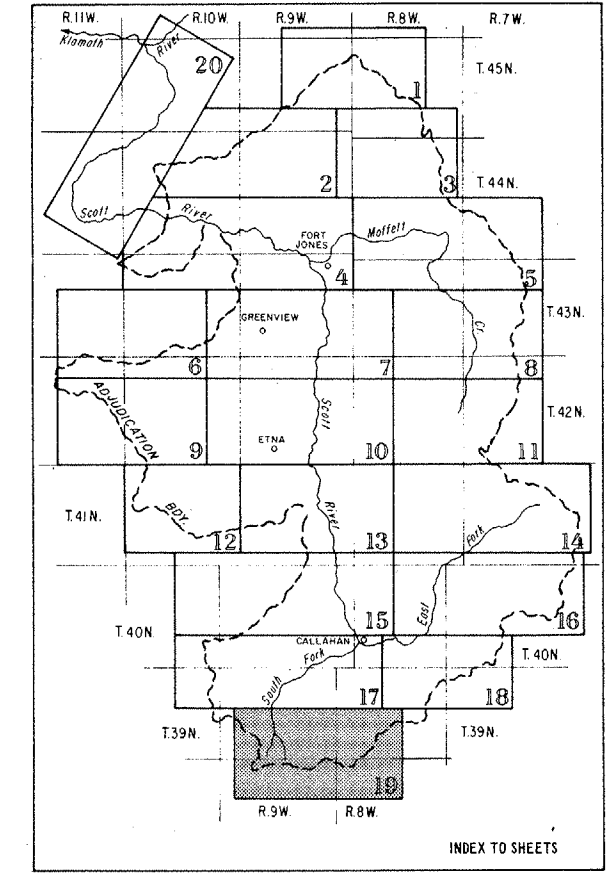 R.11W. R.10W. R.9W. R.8W. R.7W.
Klamath River
20
T.45N.
1
2
3
T.44N.
Scott River
FORT
JONES
Moffett
4
5
GREENVIEW
T.43N.
6
7
Cr.
8
ADJUDICATION
Scott
T.42N.
9
ETNA
10
11
T.41N.
BDY.
River
Fork
12
13
14
East
T.40N.
15
16
CALLAHAN
Fork
T.40N.
South
17
18
T.39N.
T.39N.
19
R.9W. R.8W.
INDEX TO SHEETS